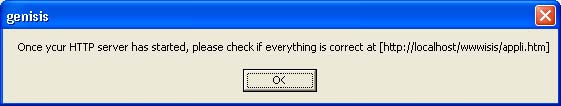 genisis
Once your HTTP server has started, please check if everything is correct at [http://localhost/wwwisis/appli.htm]
OK